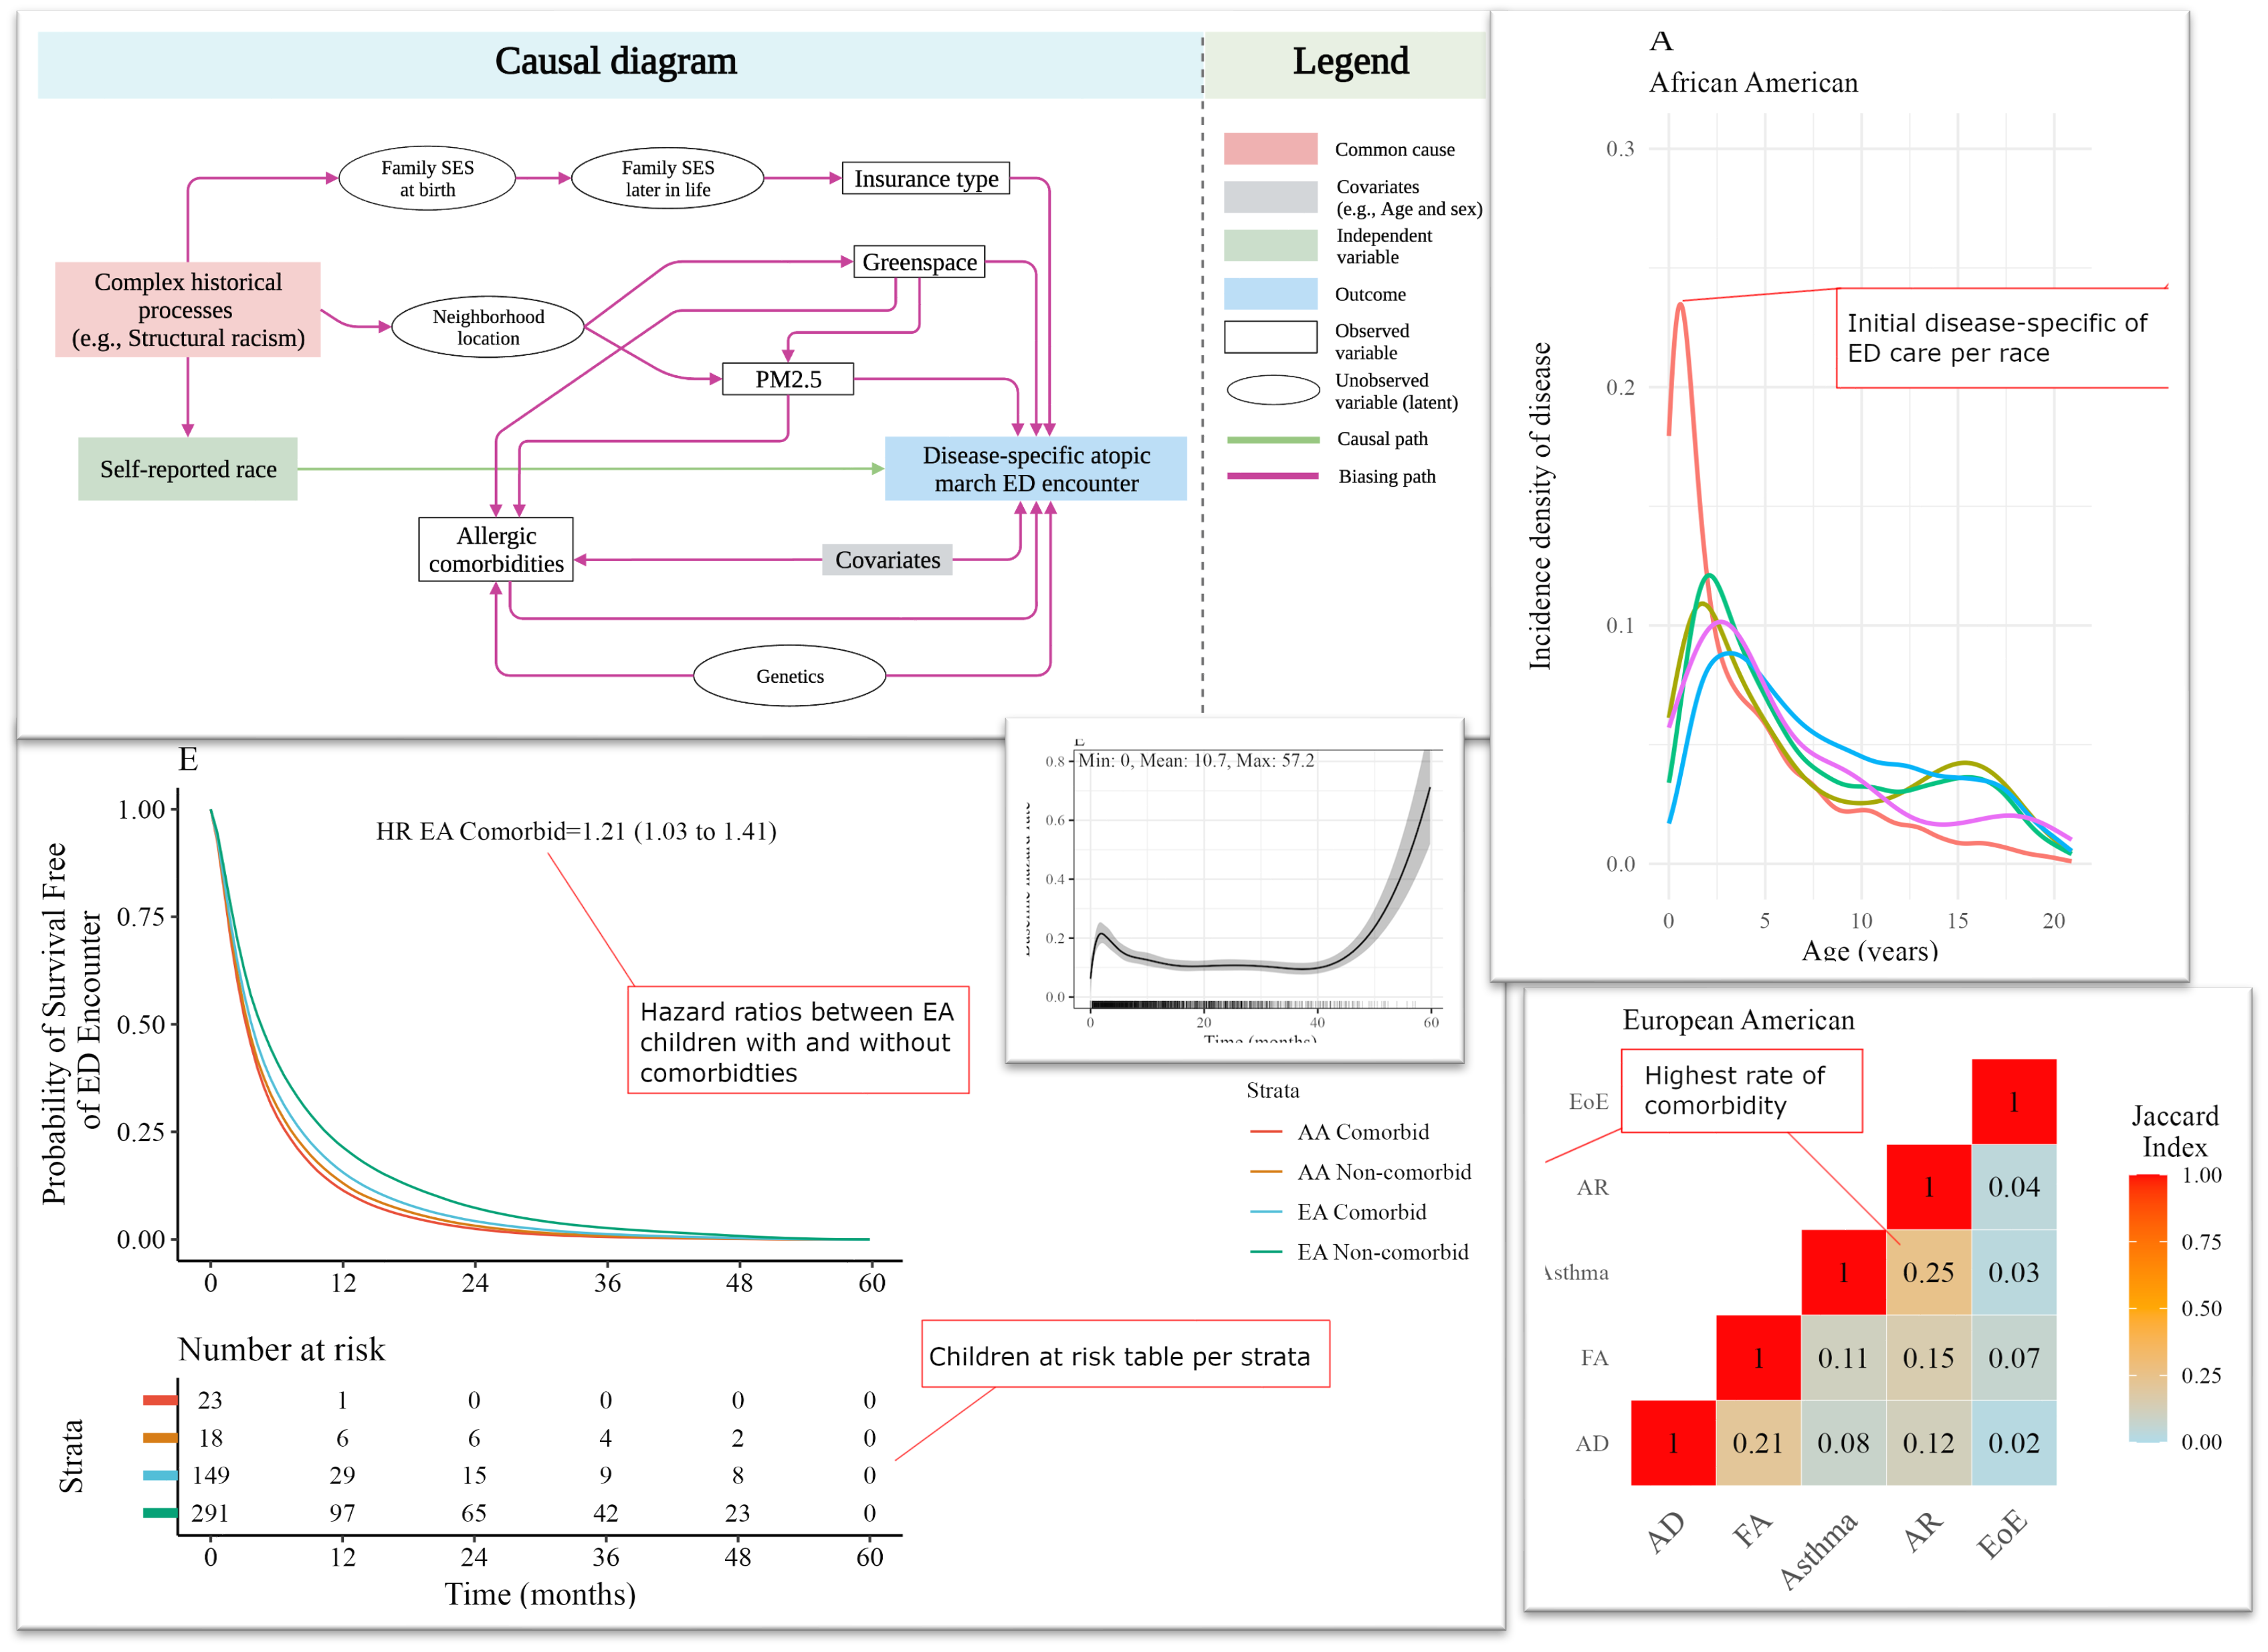 Causal diagram
Legend
Family SES
at birth
Family SES
later in life
Insurance type
Greenspace
Complex historical
processes
(e.g., Structural racism)
Neighborhood
location
PM2.5
Self-reported race
Disease-specific atopic
march ED encounter
Allergic
comorbidities
Covariates
Genetics
Common cause
Covariates
(e.g., Age and sex)
Independent
variable
Outcome
Observed
variable
Unobserved
variable (latent)
Causal path
Biasing path
A
African American
Incidence density of disease
0.3
0.2
0.1
0.0
Initial disease-specific of
ED care per race
0 5 10 15 20
Age (years)
E
Probability of Survival Free
of ED Encounter
1.00
0.75
0.50
0.25
0.00
HR EA Comorbid=1.21 (1.03 to 1.41)
Hazard ratios between EA
children with and without
comorbidties
0 12 24 36 48 60
Number at risk
Strata
23 1 0 0 0 0
18 6 6 4 2 0
149 29 15 9 8 0
291 97 65 42 23 0
0 12 24 36 48 60
Time (months)
Children at risk table per strata
E
Min: 0, Mean: 10.7, Max: 57.2
0.8
0.6
0.4
0.2
0.0
0 20 40 60
Time (months)
Strata
AA Comorbid
AA Non-comorbid
EA Comorbid
EA Non-comorbid
European American
Highest rate of
comorbidity
EoE 1
AR 1 0.04
Asthma 1 0.25 0.03
FA 1 0.11 0.15 0.07
AD 1 0.21 0.08 0.12 0.02
AD FA Asthma AR EoE
Jaccard
Index
1.00
0.75
0.50
0.25
0.00